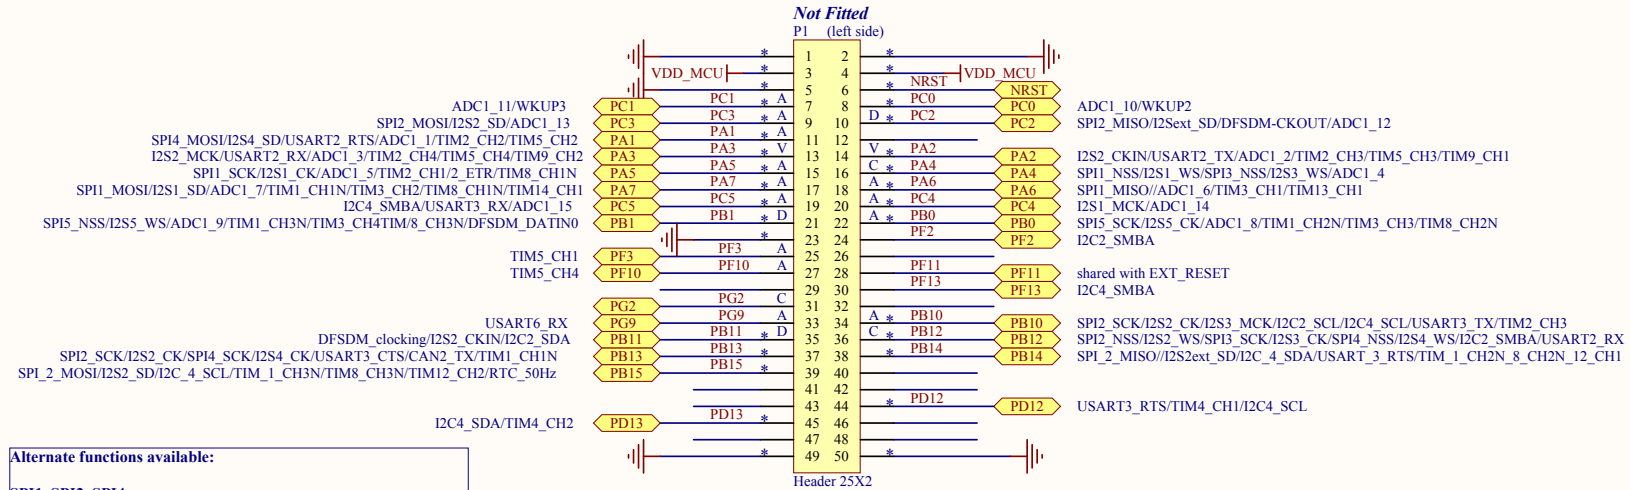 Not Fitted
P1 (left side)
* 1 2 *
VDD_MCU * 3 4 * VDD_MCU
5 6 * NRST NRST
ADC1_11/WKUP3 PC1 PC1 * A 7 8 * PC0 PC0 ADC1_10/WKUP2
SPI2_MOSI/I2S2_SD/ADC1_13 PC3 PC3 * A 9 10 D * PC2 PC2 SPI2_MISO/I2Sext_SD/DFSDM-CKOUT/ADC1_12
SPI4_MOSI/I2S4_SD/USART2_RTS/ADC1_1/TIM2_CH2/TIM5_CH2 PA1 PA1 * A 11 12
I2S2_MCK/USART2_RX/ADC1_3/TIM2_CH4/TIM5_CH4/TIM9_CH2 PA3 PA3 * V 13 14 V * PA2 PA2 I2S2_CKIN/USART2_TX/ADC1_2/TIM2_CH3/TIM5_CH3/TIM9_CH1
SPI1_SCK/I2S1_CK/ADC1_5/TIM2_CH1/2_ETR/TIM8_CH1N PA5 PA5 * A 15 16 C * PA4 PA4 SPI1_NSS/I2S1_WS/SPI3_NSS/I2S3_WS/ADC1_4
SPI1_MOSI/I2S1_SD/ADC1_7/TIM1_CH1N/TIM3_CH2/TIM8_CH1N/TIM14_CH1 PA7 PA7 * A 17 18 A * PA6 PA6 SPI1_MISO//ADC1_6/TIM3_CH1/TIM13_CH1
I2C4_SMBA/USART3_RX/ADC1_15 PC5 PC5 * A 19 20 A * PC4 PC4 I2S1_MCK/ADC1_14
SPI5_NSS/I2S5_WS/ADC1_9/TIM1_CH3N/TIM3_CH4TIM/8_CH3N/DFSDM_DATIN0 PB1 PB1 * D 21 22 A * PB0 PB0 SPI5_SCK/I2S5_CK/ADC1_8/TIM1_CH2N/TIM3_CH3/TIM8_CH2N
* 23 24 PF2 PF2 I2C2_SMBA
TIM5_CH1 PF3 PF3 A 25 26
TIM5_CH4 PF10 PF10 A 27 28 PF11 PF11 shared with EXT_RESET
29 30 PF13 PF13 I2C4_SMBA
PG2 PG2 C 31 32
USART6_RX PG9 PG9 A 33 34 A * PB10 PB10 SPI2_SCK/I2S2_CK/I2S3_MCK/I2C2_SCL/I2C4_SCL/USART3_TX/TIM2_CH3
DFSDM_clocking/I2S2_CKIN/I2C2_SDA PB11 PB11 * D 35 36 C * PB12 PB12 SPI2_NSS/I2S2_WS/SPI3_SCK/I2S3_CK/SPI4_NSS/I2S4_WS/I2C2_SMBA/USART2_RX
SPI2_SCK/I2S2_CK/SPI4_SCK/I2S4_CK/USART3_CTS/CAN2_TX/TIM1_CH1N PB13 PB13 * 37 38 * PB14 PB14 SPI_2_MISO//I2S2ext_SD/I2C_4_SDA/USART_3_RTS/TIM_1_CH2N_8_CH2N_12_CH1
SPI_2_MOSI/I2S2_SD/I2C_4_SCL/TIM_1_CH3N/TIM8_CH3N/TIM12_CH2/RTC_50Hz PB15 PB15 * 39 40
41 42
43 44 * PD12 PD12 USART3_RTS/TIM4_CH1/I2C4_SCL
I2C4_SDA/TIM4_CH2 PD13 PD13 * 45 46
47 48
* 49 50 *
Header 25X2
Alternate functions available: